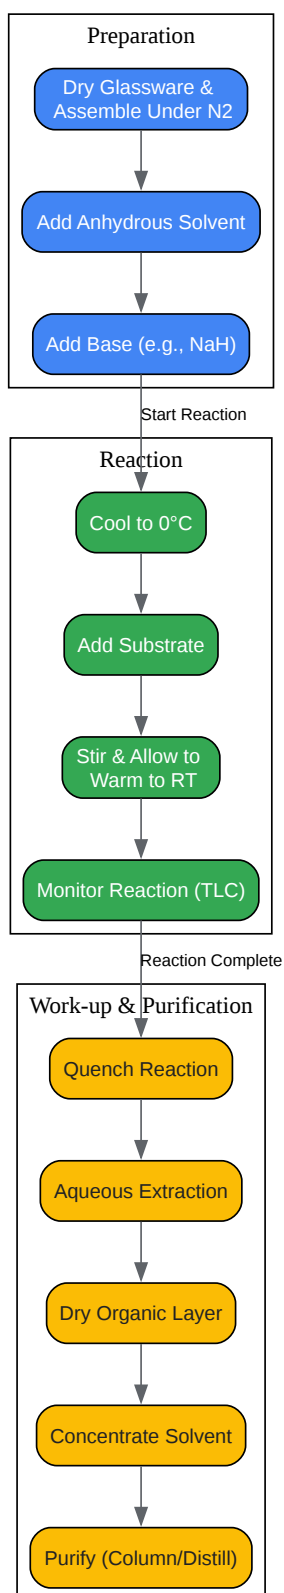 Preparation
Dry Glassware &
Assemble Under N2
Add Anhydrous Solvent
Add Base (e.g., NaH)
Start Reaction
Reaction
Cool to 0°C
Add Substrate
Stir & Allow to
Warm to RT
Monitor Reaction (TLC)
Reaction Complete
Work-up & Purification
Quench Reaction
Aqueous Extraction
Dry Organic Layer
Concentrate Solvent
Purify (Column/Distill)